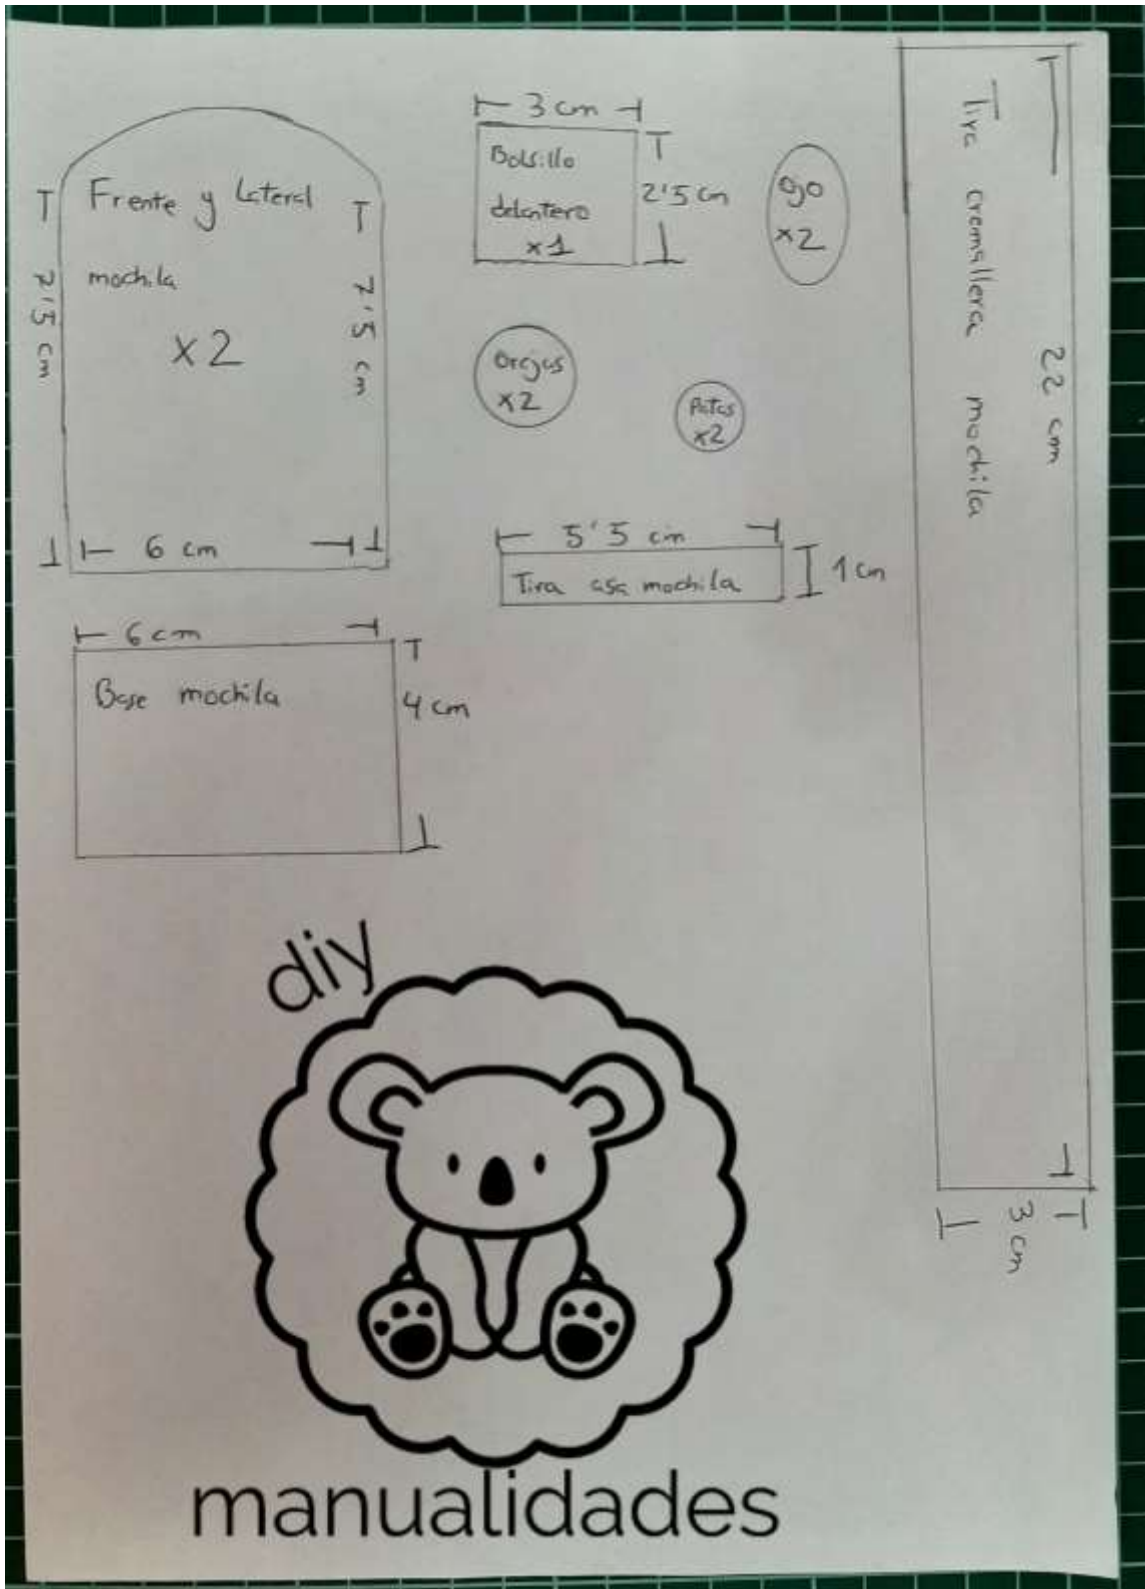 Frente y Lateral
mochila
x2
7'5 cm
7'5 cm
6 cm
3 cm
Bolsillo
delantero
x1
2'5 cm
ojo
x2
Orejas
x2
Patas
x2
5'5 cm
Tira asa mochila
1 cm
6 cm
Base mochila
4 cm
Tira cremallera mochila
22 cm
3 cm
diy
manualidades